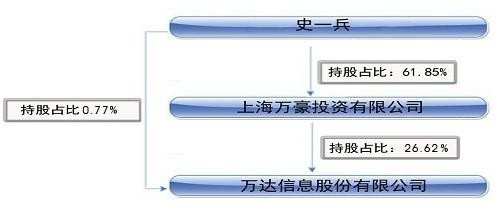 史一兵
持股占比：61.85%
持股占比0.77%
上海万豪投资有限公司
持股占比：26.62%
万达信息股份有限公司